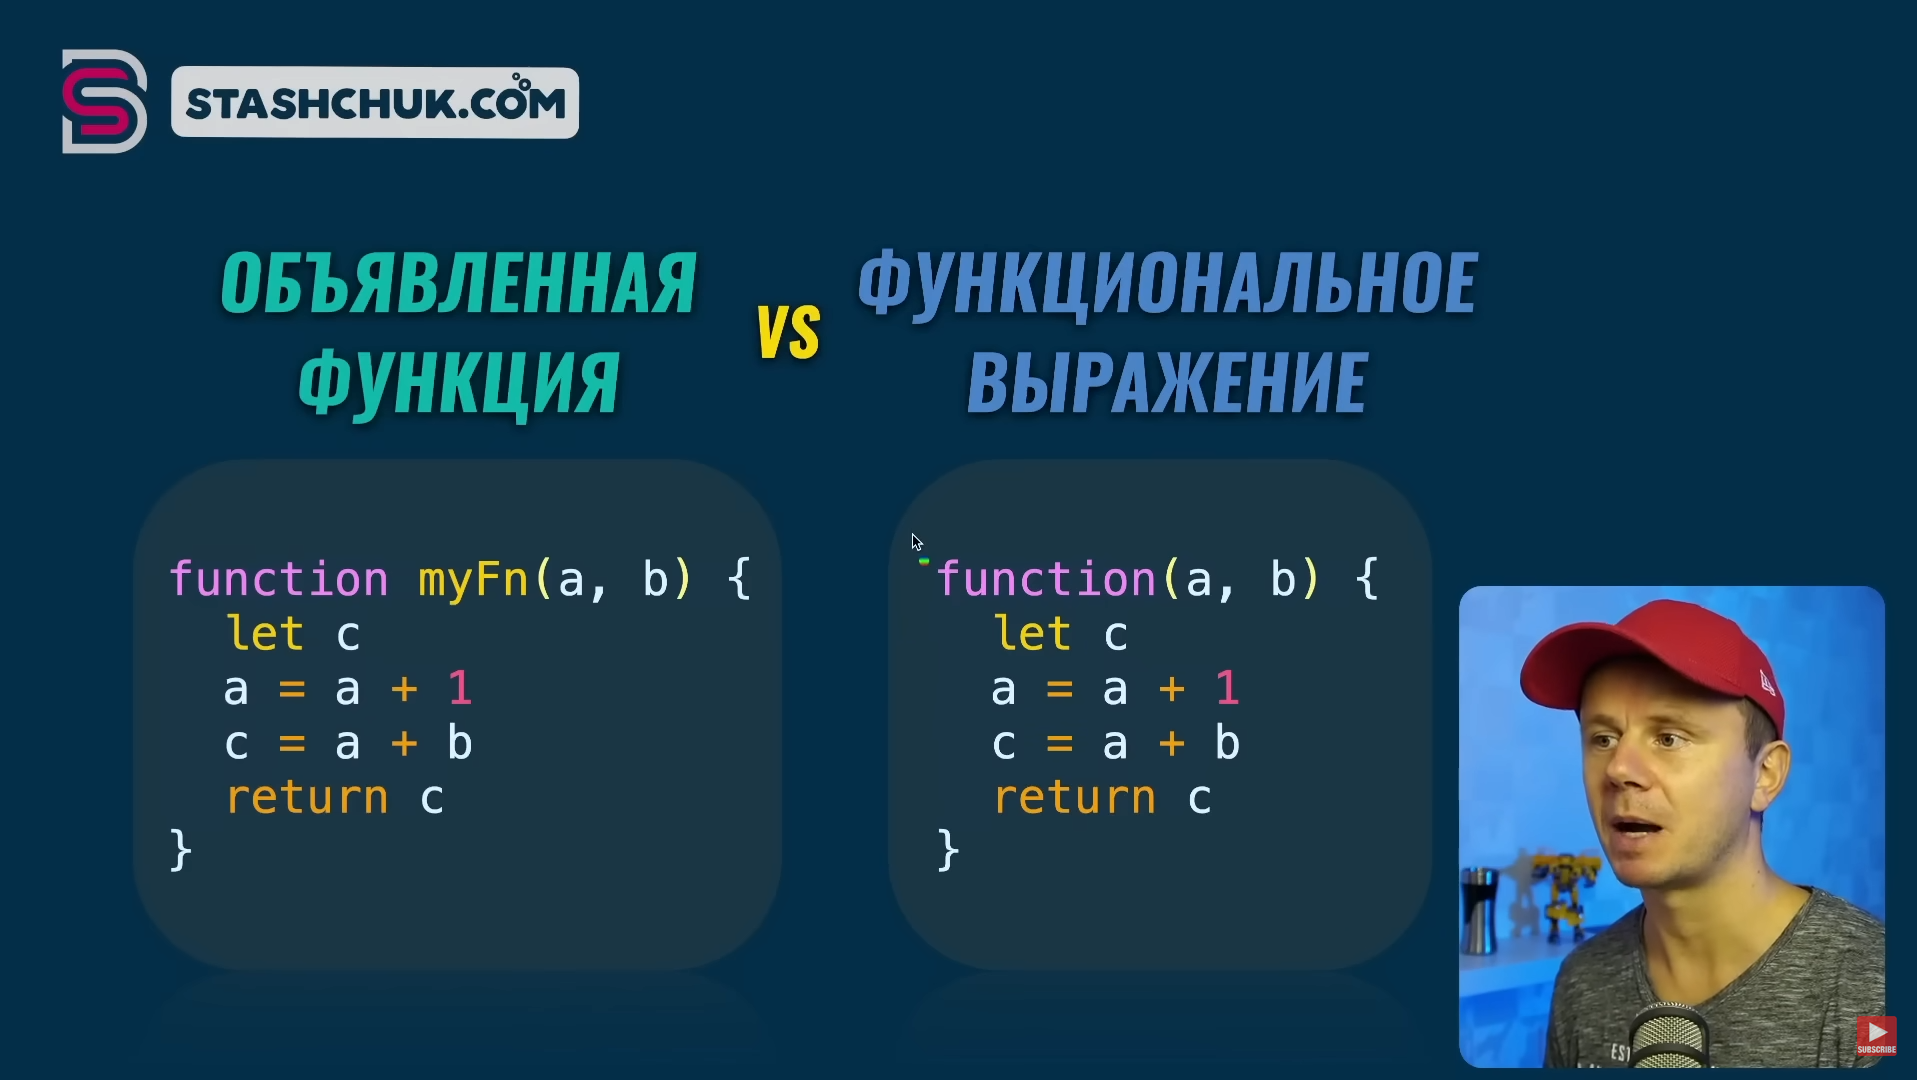 STASHCHUK.COM
ОБЪЯВЛЕННАЯ
ФУНКЦИЯ
VS
ФУНКЦИОНАЛЬНОЕ
ВЫРАЖЕНИЕ
function myFn(a, b) {
  let c
  a = a + 1
  c = a + b
  return c
}
function(a, b) {
  let c
  a = a + 1
  c = a + b
  return c
}
SUBSCRIBE